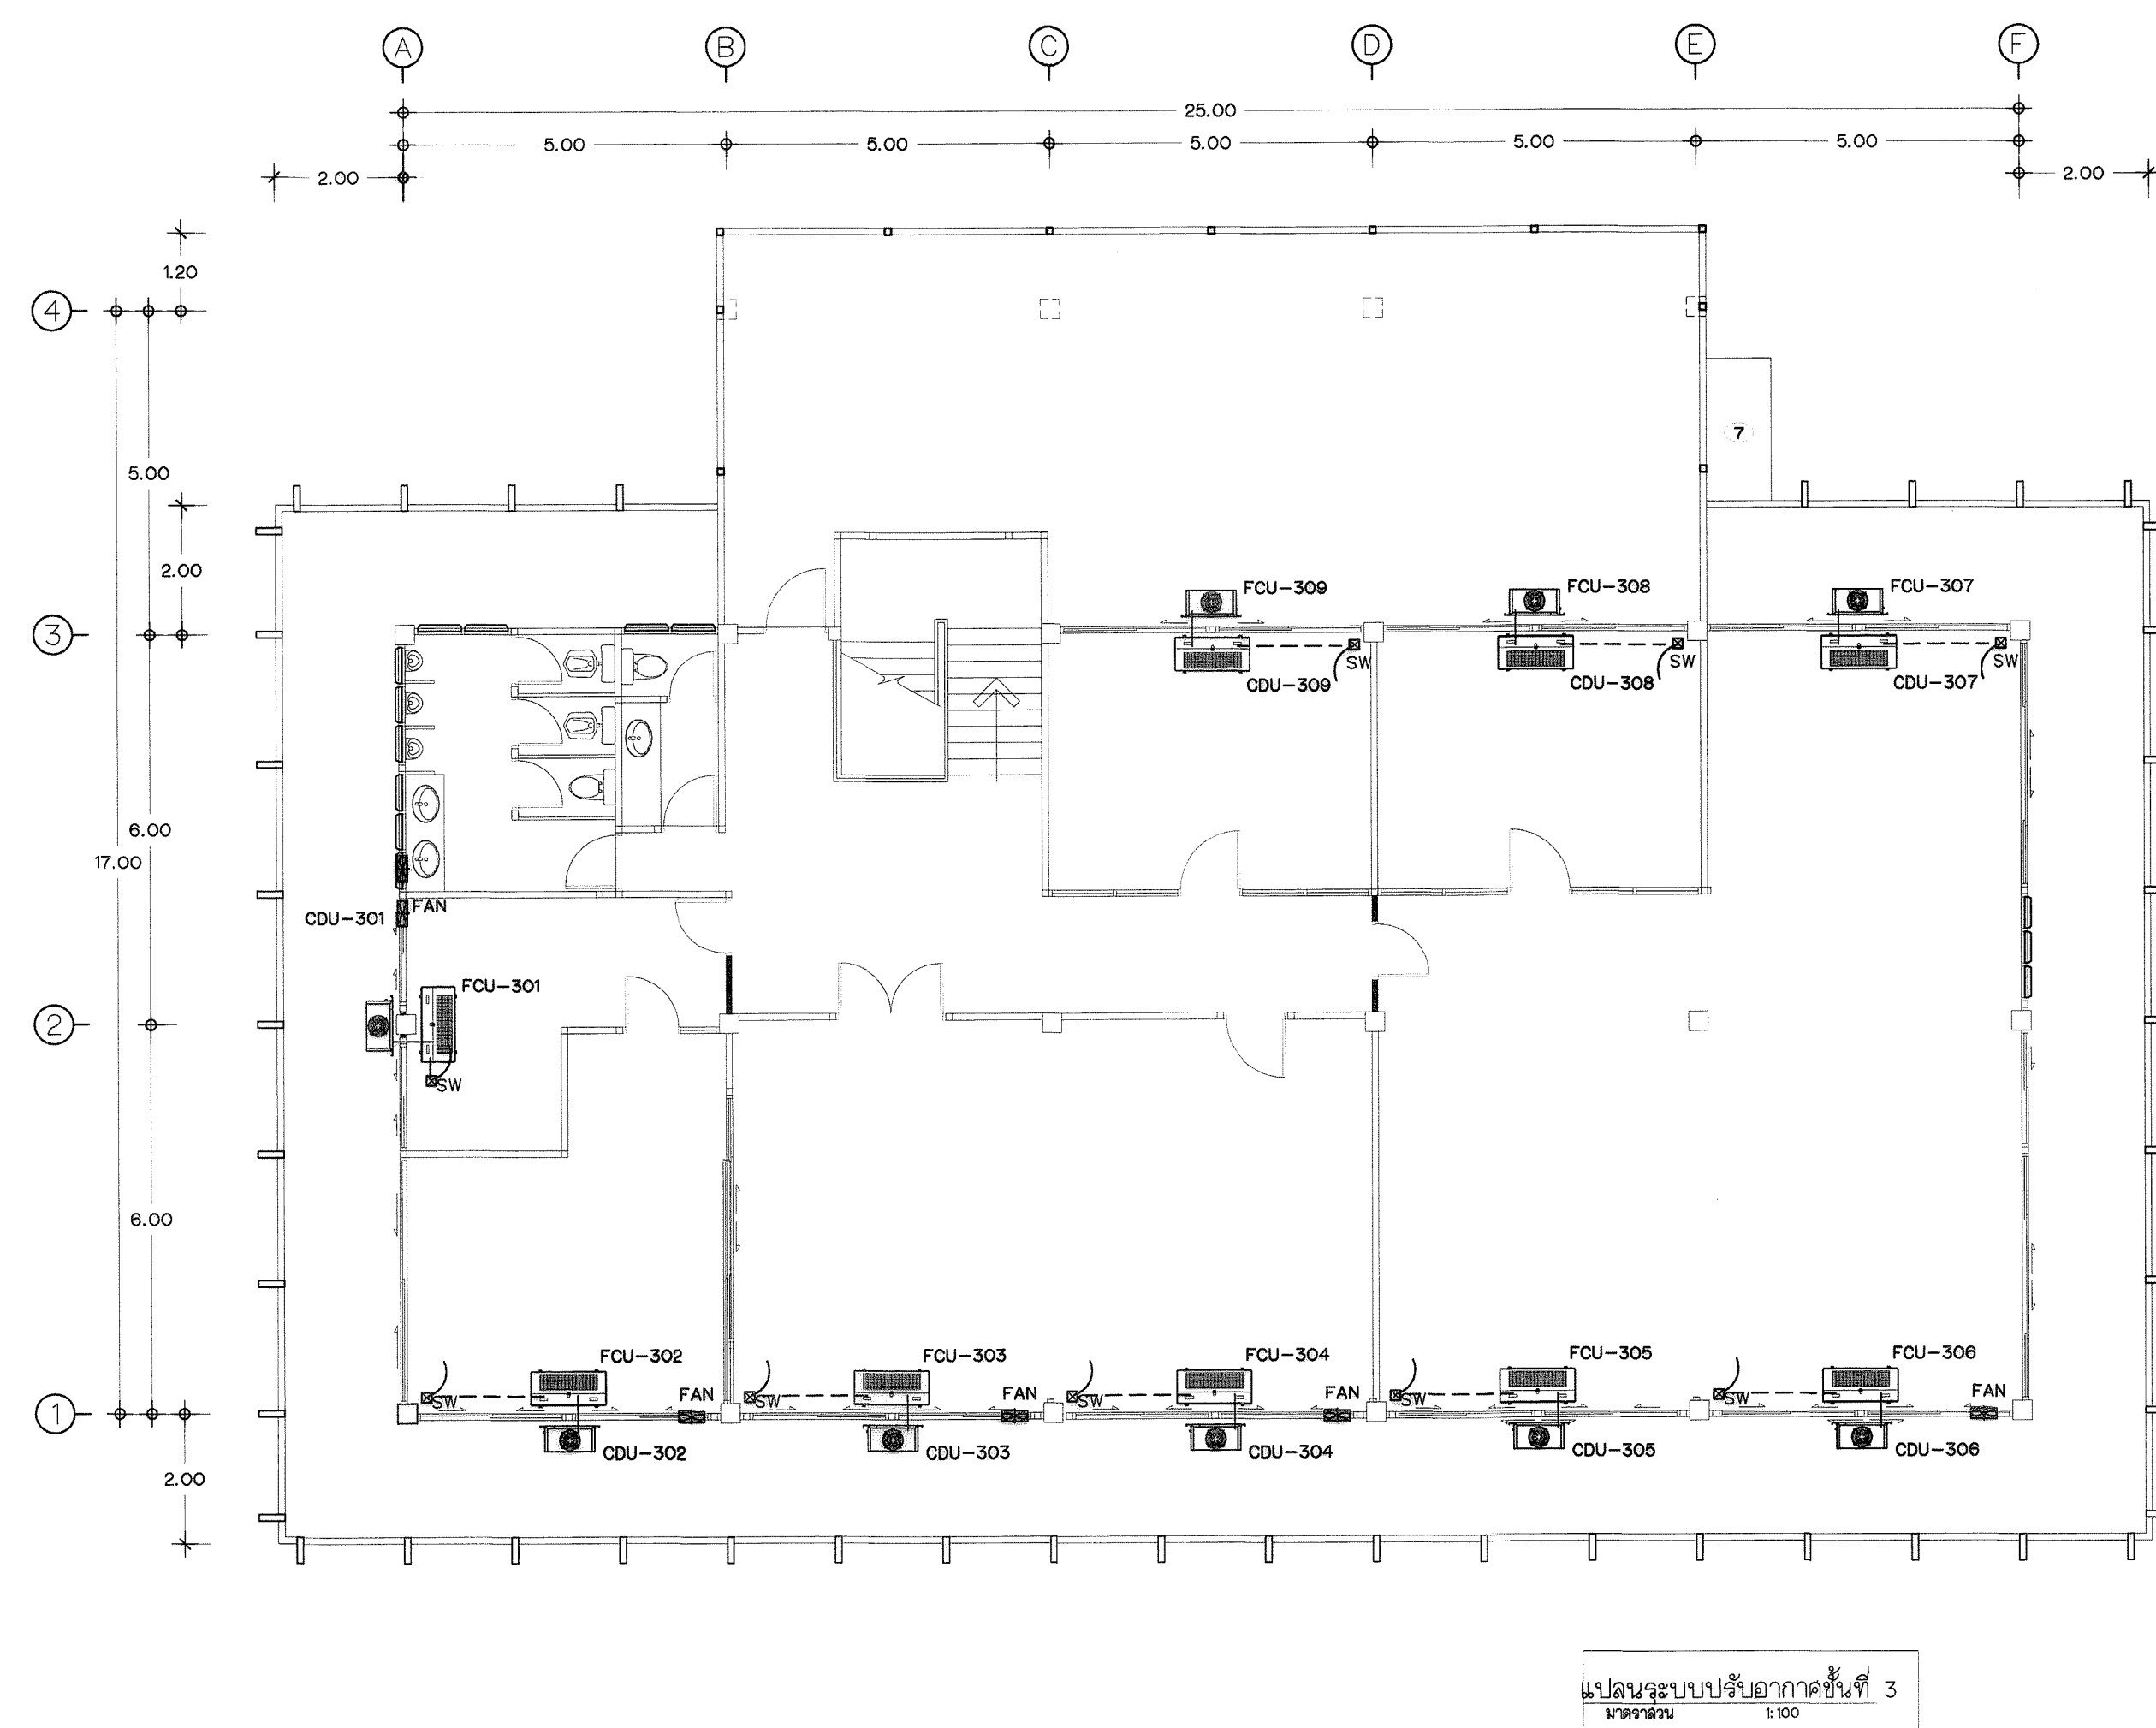 A B C D E F
25.00
5.00 5.00 5.00 5.00 5.00
2.00 2.00
1.20
4
7
5.00
2.00
FCU-309 FCU-308 FCU-307
3
SW SW SW
CDU-309 CDU-308 CDU-307
6.00
17.00
FAN
CDU-301
FCU-301
2
SW
6.00
FCU-302 FCU-303 FCU-304 FCU-305 FCU-306
FAN FAN FAN FAN
SW SW SW SW SW
1
CDU-302 CDU-303 CDU-304 CDU-305 CDU-306
2.00
แปลนระบบปรับอากาศชั้นที่ 3
มาตราส่วน 1:100